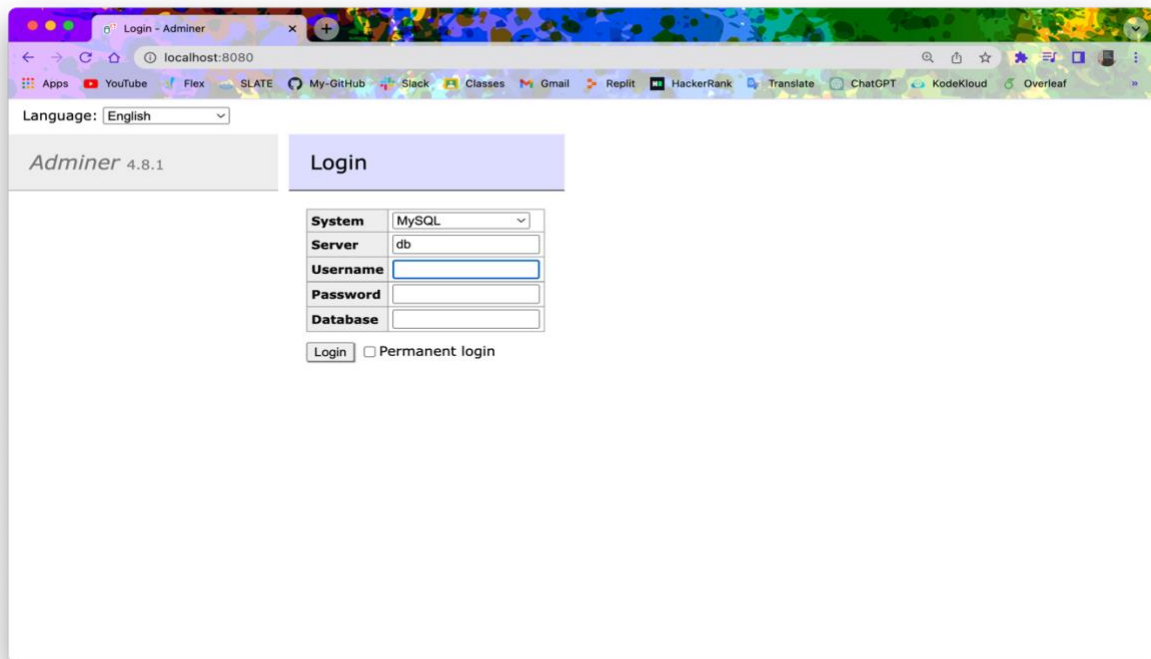 Login - Adminer
localhost:8080
Apps YouTube Flex SLATE My-GitHub Slack Classes Gmail Replit HackerRank Translate ChatGPT KodeKloud Overleaf »
Language: English
Adminer 4.8.1
Login
System MySQL
Server db
Username
Password
Database
Login Permanent login